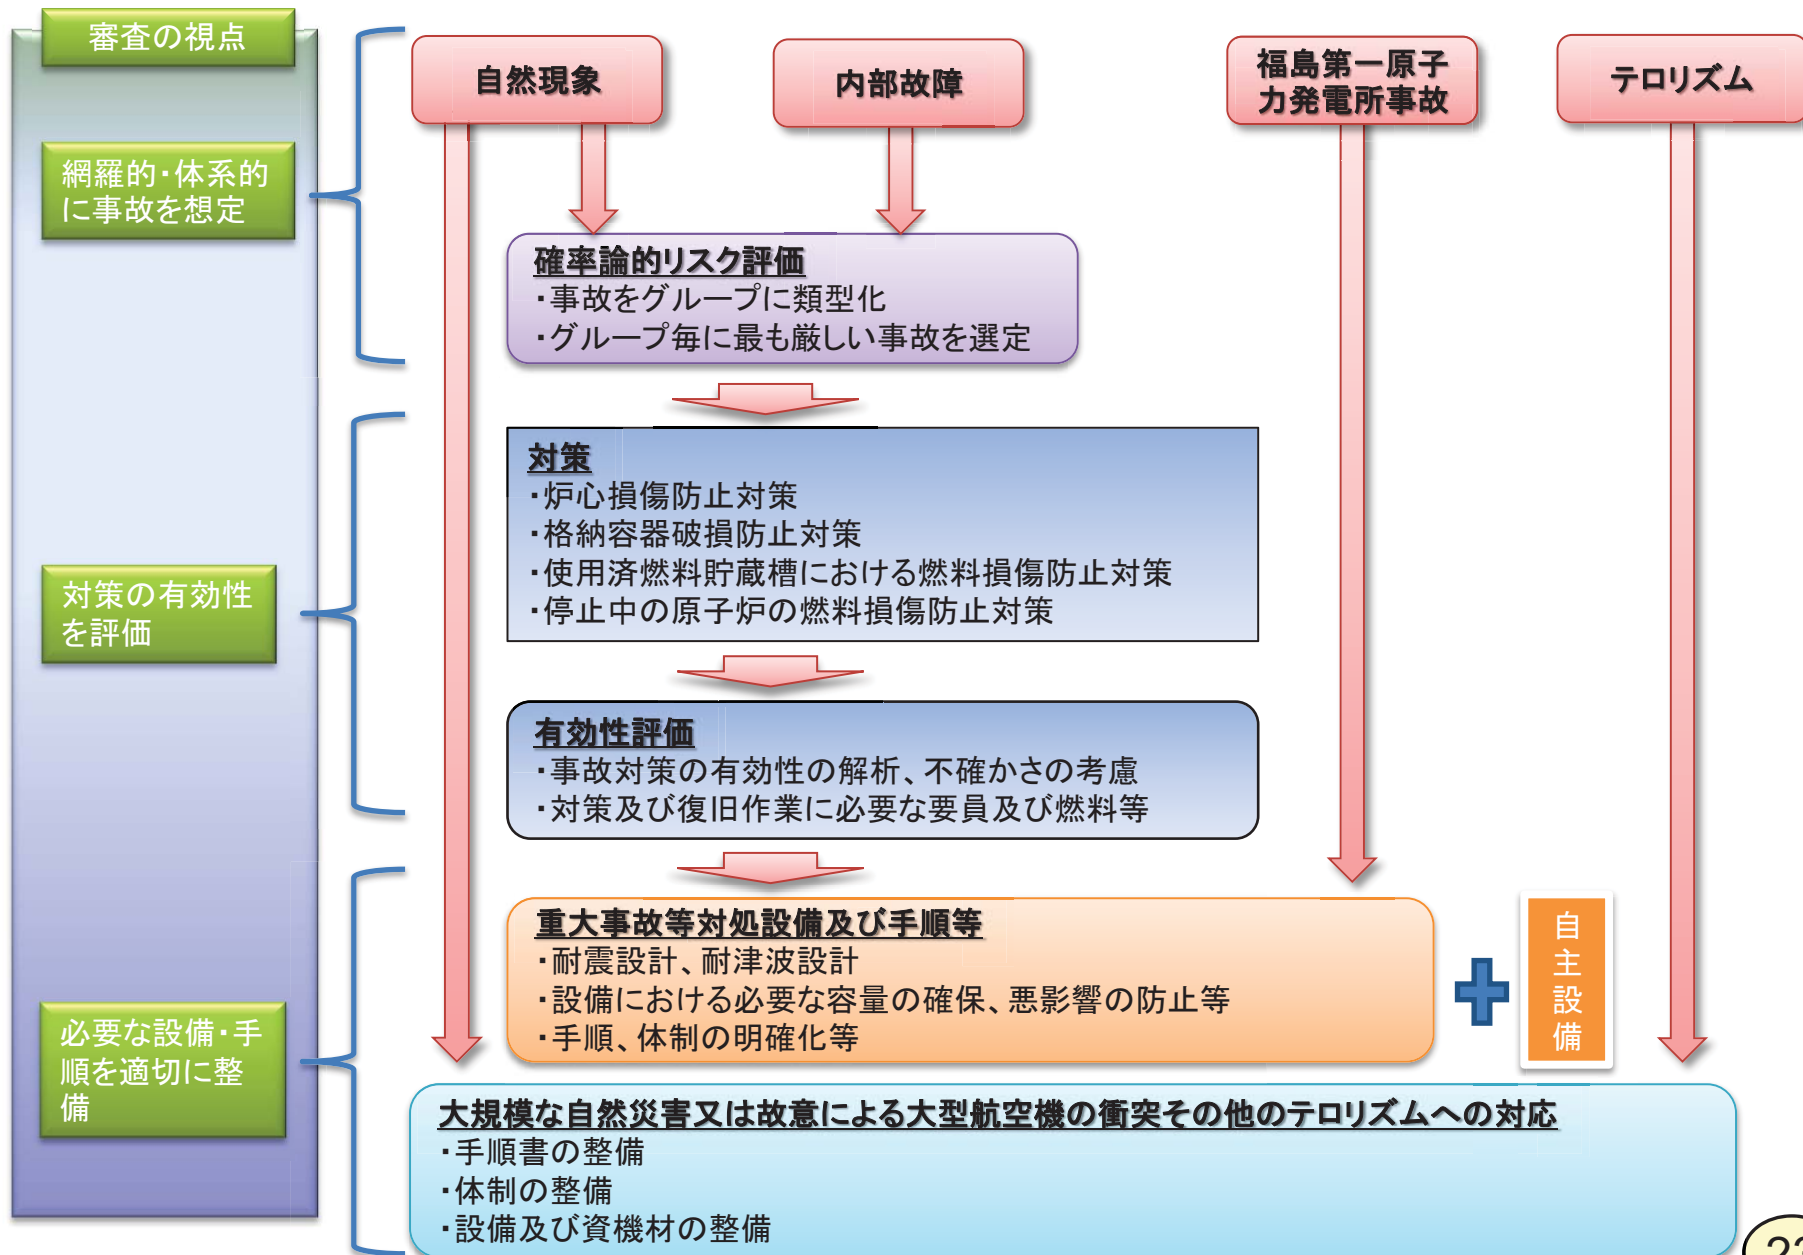 審査の視点
自然現象
内部故障
福島第一原子
力発電所事故
テロリズム
網羅的・体系的
に事故を想定
確率論的リスク評価
・事故をグループに類型化
・グループ毎に最も厳しい事故を選定
対策
・炉心損傷防止対策
・格納容器破損防止対策
・使用済燃料貯蔵槽における燃料損傷防止対策
・停止中の原子炉の燃料損傷防止対策
対策の有効性
を評価
有効性評価
・事故対策の有効性の解析、不確かさの考慮
・対策及び復旧作業に必要な要員及び燃料等
重大事故等対処設備及び手順等
・耐震設計、耐津波設計
・設備における必要な容量の確保、悪影響の防止等
・手順、体制の明確化等
自主設備
必要な設備・手
順を適切に整
備
大規模な自然災害又は故意による大型航空機の衝突その他のテロリズムへの対応
・手順書の整備
・体制の整備
・設備及び資機材の整備